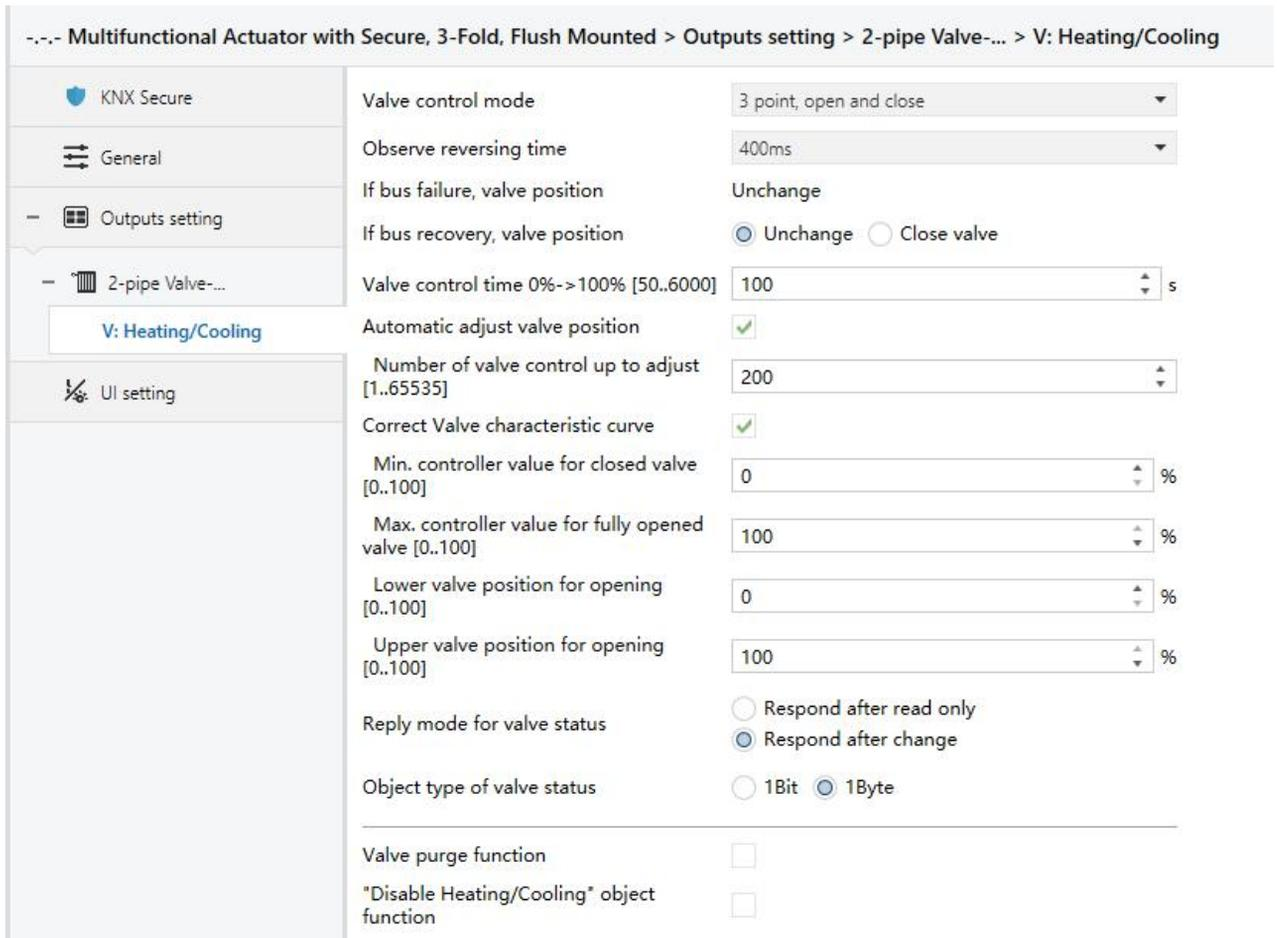 -.-.- Multifunctional Actuator with Secure, 3-Fold, Flush Mounted > Outputs setting > 2-pipe Valve-... > V: Heating/Cooling
KNX Secure
General
Outputs setting
2-pipe Valve-...
V: Heating/Cooling
UI setting
Valve control mode
3 point, open and close
Observe reversing time
400ms
If bus failure, valve position
Unchange
If bus recovery, valve position
Unchange
Close valve
Valve control time 0%->100% [50..6000]
100
s
Automatic adjust valve position
Number of valve control up to adjust
[1..65535]
200
Correct Valve characteristic curve
Min. controller value for closed valve
[0..100]
0
%
Max. controller value for fully opened
valve [0..100]
100
%
Lower valve position for opening
[0..100]
0
%
Upper valve position for opening
[0..100]
100
%
Reply mode for valve status
Respond after read only
Respond after change
Object type of valve status
1Bit
1Byte
Valve purge function
"Disable Heating/Cooling" object
function